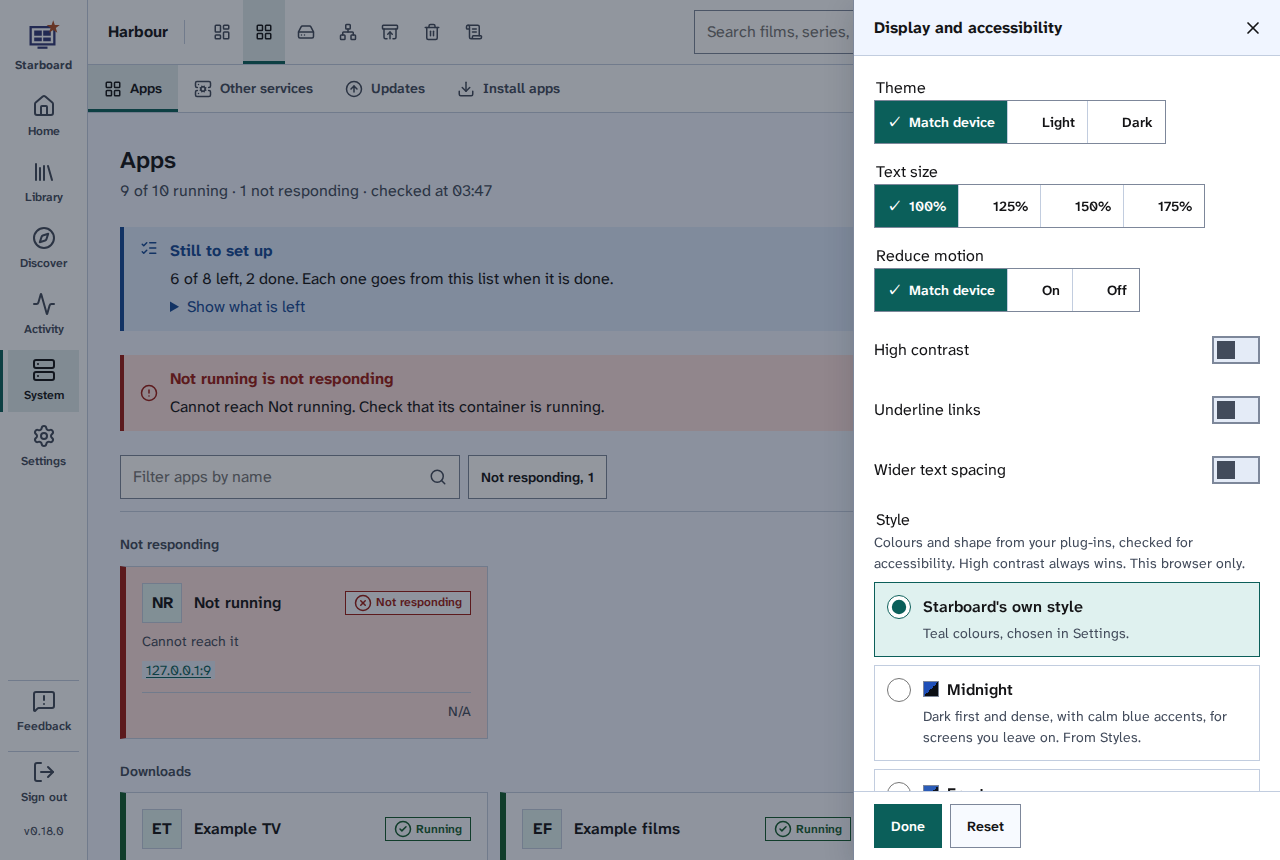 Starboard
Home
Library
Discover
Activity
System
Settings
Feedback
Sign out
v0.18.0
Harbour
Search films, series,
Apps
Other services
Updates
Install apps
Apps
9 of 10 running · 1 not responding · checked at 03:47
Still to set up
6 of 8 left, 2 done. Each one goes from this list when it is done.
Show what is left
Not running is not responding
Cannot reach Not running. Check that its container is running.
Filter apps by name
Not responding, 1
Not responding
NR
Not running
Not responding
Cannot reach it
127.0.0.1:9
N/A
Downloads
ET
Example TV
Running
EF
Example films
Running
Display and accessibility
Theme
✓ Match device
Light
Dark
Text size
✓ 100%
125%
150%
175%
Reduce motion
✓ Match device
On
Off
High contrast
Underline links
Wider text spacing
Style
Colours and shape from your plug-ins, checked for
accessibility. High contrast always wins. This browser only.
Starboard's own style
Teal colours, chosen in Settings.
Midnight
Dark first and dense, with calm blue accents, for
screens you leave on. From Styles.
Done
Reset